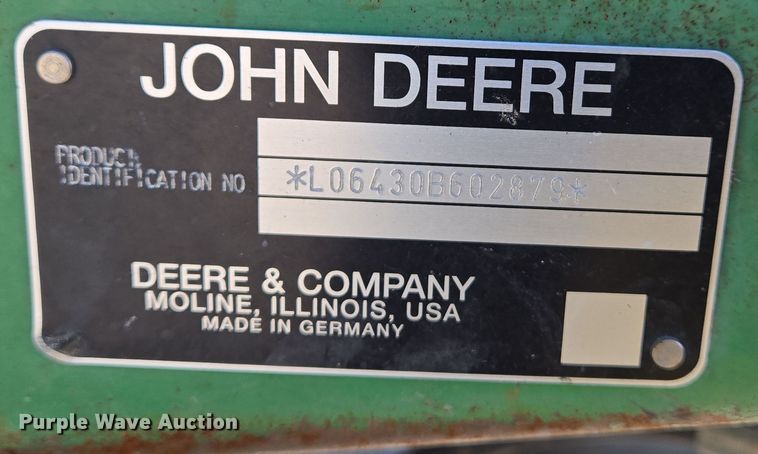 JOHN DEERE
PRODUCT
IDENTIFICATION NO
*L06430B602879*
DEERE & COMPANY
MOLINE, ILLINOIS, USA
MADE IN GERMANY
Purple Wave Auction